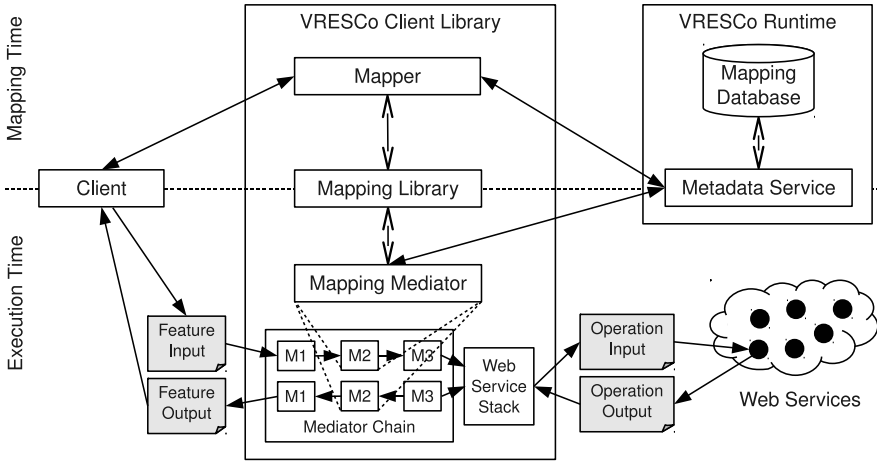 Mapping Time
Execution Time
VRESCo Client Library
VRESCo Runtime
Mapper
Mapping
Database
Client
Mapping Library
Metadata Service
Mapping Mediator
Feature
Input
Feature
Output
M1
M2
M3
M1
M2
M3
Mediator Chain
Web
Service
Stack
Operation
Input
Operation
Output
Web Services